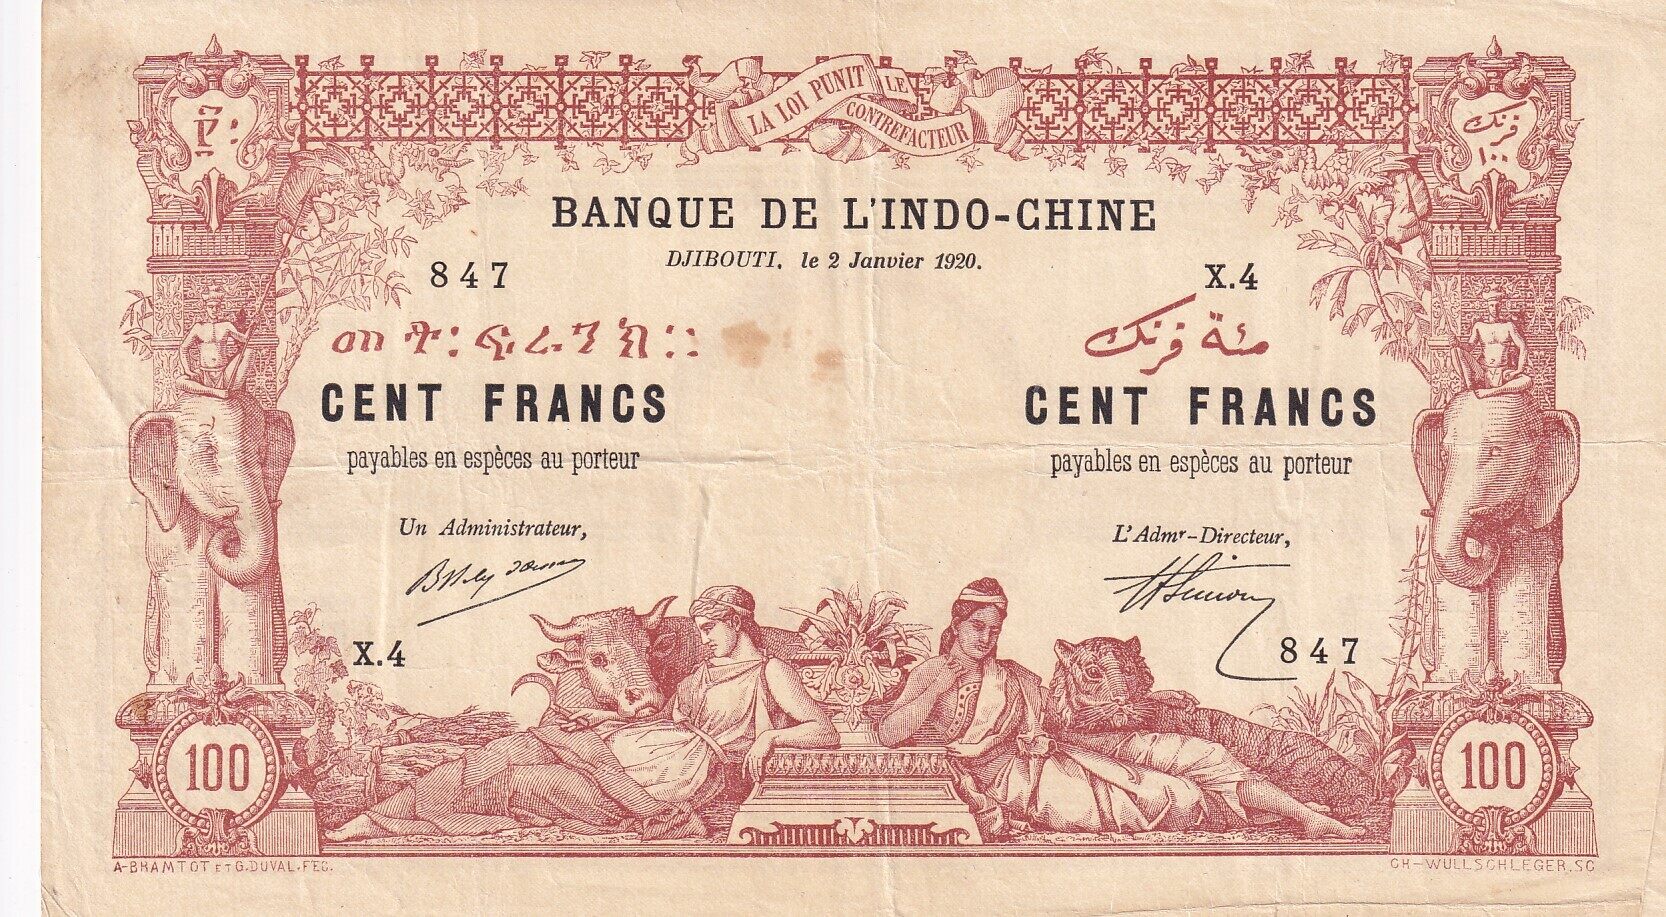 LA LOI PUNIT LE
CONTREFACTEUR
፻፡
فرنك
١٠٠
BANQUE DE L'INDO-CHINE
DJIBOUTI, le 2 Janvier 1920.
847
X.4
መቶ፡ፍራንክ።
مئة فرنك
CENT FRANCS
CENT FRANCS
payables en espèces au porteur
payables en espèces au porteur
Un Administrateur,
L'Admr-Directeur,
X.4
847
100
100
A-BRAMTOT ET G.DUVAL.FEC.
CH-WULLSCHLEGER.SC